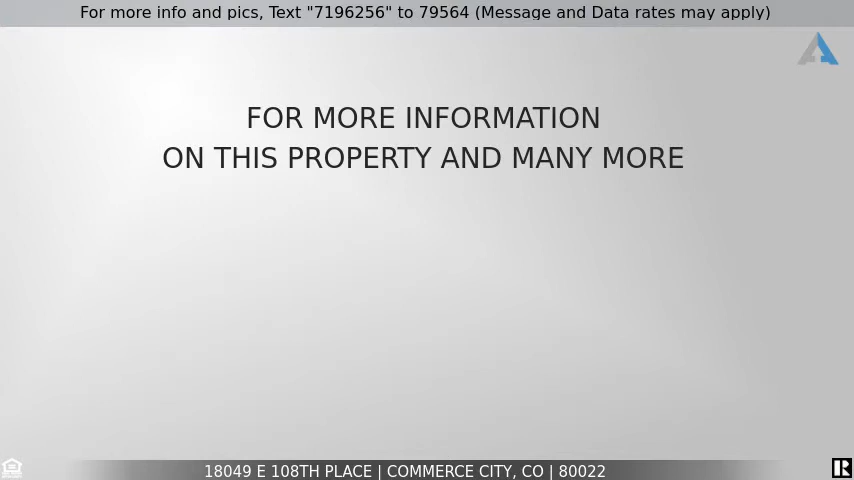 For more info and pics, Text "7196256" to 79564 (Message and Data rates may apply)
FOR MORE INFORMATION
ON THIS PROPERTY AND MANY MORE
18049 E 108TH PLACE | COMMERCE CITY, CO | 80022